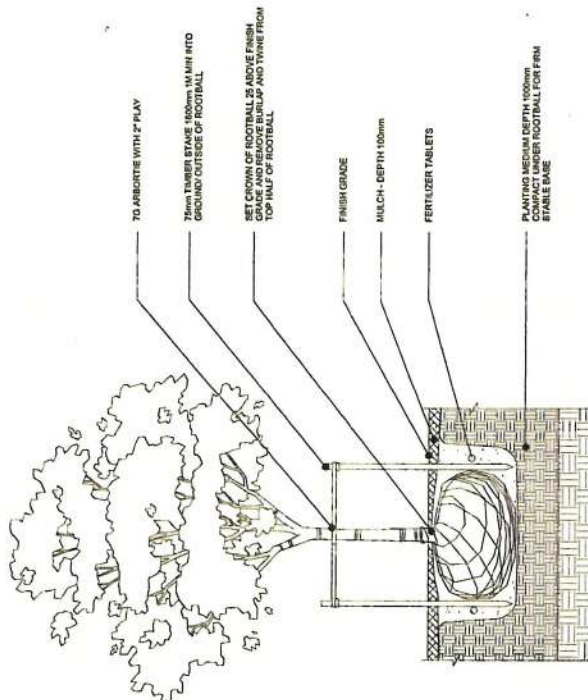 7G ARBORTIE WITH 2" PLAY
75mm TIMBER STAKE 1800mm 1M MIN INTO
GROUND/ OUTSIDE OF ROOTBALL
SET CROWN OF ROOTBALL 25 ABOVE FINISH
GRADE AND REMOVE BURLAP AND TWINE FROM
TOP HALF OF ROOTBALL
FINISH GRADE
MULCH - DEPTH 100mm
FERTILIZER TABLETS
PLANTING MEDIUM DEPTH 1000mm
COMPACT UNDER ROOTBALL FOR FIRM
STABLE BASE